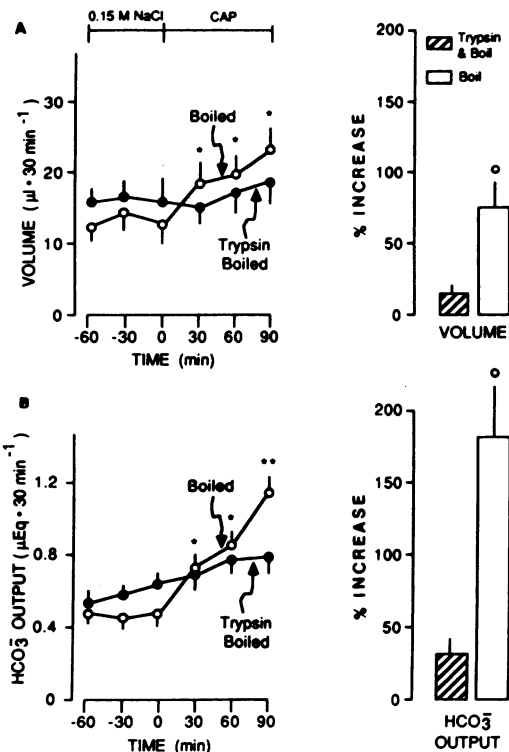 A
0.15 M NaCl
CAP
VOLUME ( µl • 30 min⁻¹ )
30
20
10
0
Boiled
*
*
*
Trypsin
Boiled
-60
-30
0
30
60
90
TIME (min)
% INCREASE
200
150
100
50
0
Trypsin
& Boil
Boil
VOLUME
B
HCO3̄ OUTPUT ( µEq • 30 min⁻¹ )
1.2
0.8
0.4
0
Boiled
*
*
**
Trypsin
Boiled
-60
-30
0
30
60
90
TIME (min)
% INCREASE
200
150
100
50
0
HCO3̄
OUTPUT